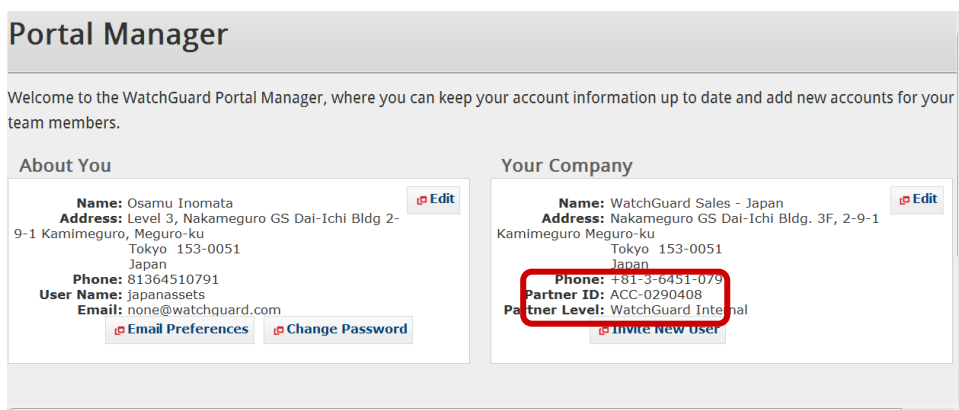 Portal Manager
Welcome to the WatchGuard Portal Manager, where you can keep your account information up to date and add new accounts for your
team members.
About You
Edit
Name: Osamu Inomata
Address: Level 3, Nakameguro GS Dai-Ichi Bldg 2-
9-1 Kamimeguro, Meguro-ku
Tokyo 153-0051
Japan
Phone: 81364510791
User Name: japanassets
Email: none@watchguard.com
Email Preferences
Change Password
Your Company
Edit
Name: WatchGuard Sales - Japan
Address: Nakameguro GS Dai-Ichi Bldg. 3F, 2-9-1
Kamimeguro Meguro-ku
Tokyo 153-0051
Japan
Phone: +81-3-6451-079
Partner ID: ACC-0290408
Partner Level: WatchGuard Internal
Invite New User